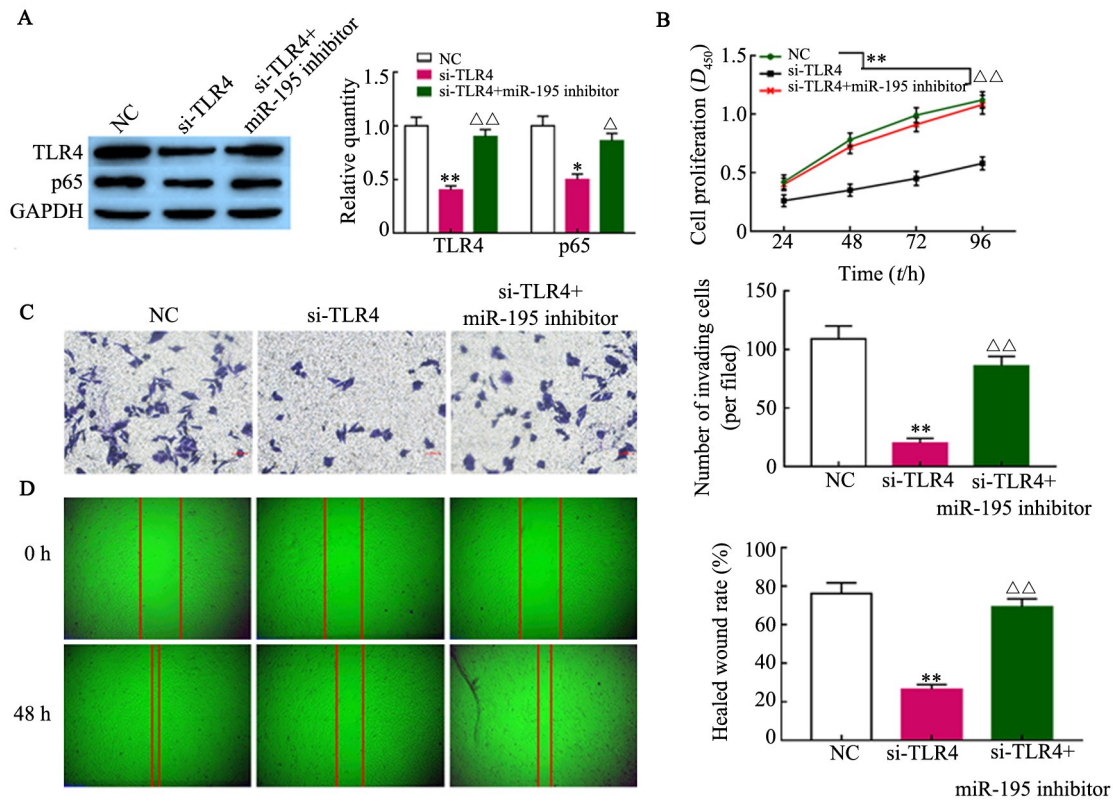 A
NC
si-TLR4
si-TLR4+
miR-195 inhibitor
TLR4
p65
GAPDH
NC
si-TLR4
si-TLR4+miR-195 inhibitor
Relative quantity
1.5
1.0
0.5
0
**
△△
*
△
TLR4
p65
B
NC
si-TLR4
si-TLR4+miR-195 inhibitor
**
△△
Cell proliferation (D450)
1.5
1.0
0.5
0
24 48 72 96
Time (t/h)
C
NC
si-TLR4
si-TLR4+
miR-195 inhibitor
Number of invading cells
(per filed)
150
100
50
0
**
△△
NC
si-TLR4
si-TLR4+
miR-195 inhibitor
D
0 h
48 h
Healed wound rate (%)
100
80
60
40
20
0
**
△△
NC
si-TLR4
si-TLR4+
miR-195 inhibitor